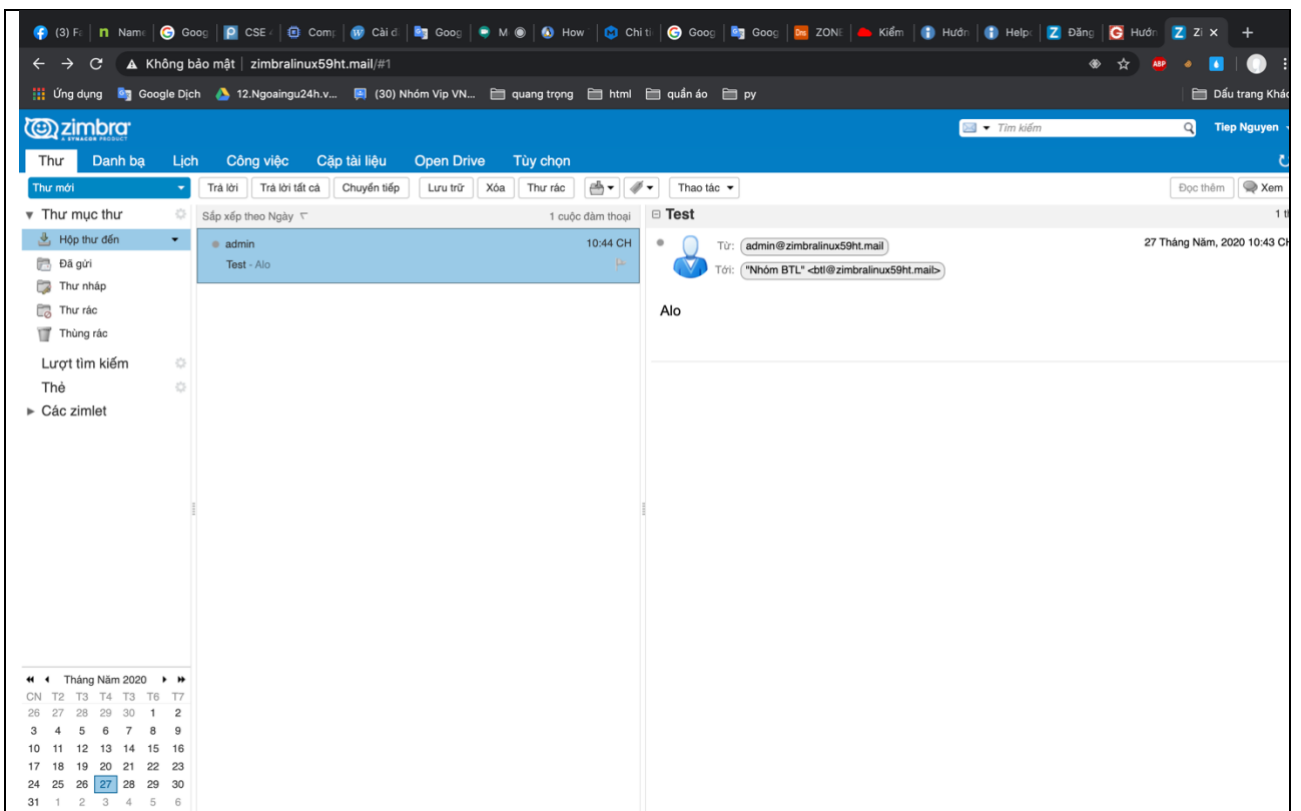 (3) Fa Name Goog CSE Comp Cài đ Goog M How Chi ti Goog Goog ZONE Kiểm Hướn Help Đăng Hướn Zi
Không bảo mật zimbralinux59ht.mail/#1
Ứng dụng Google Dịch 12.Ngoaingu24h.v... (30) Nhóm Vip VN... quang trọng html quần áo py Dấu trang Khác
zimbra Tìm kiếm Tiep Nguyen
A SYNACOR PRODUCT
Thư Danh bạ Lịch Công việc Cặp tài liệu Open Drive Tùy chọn
Thư mới Trả lời Trả lời tất cả Chuyển tiếp Lưu trữ Xóa Thư rác Thao tác Đọc thêm Xem
Thư mục thư Sắp xếp theo Ngày 1 cuộc đàm thoại Test 1 th
Hộp thư đến admin 10:44 CH Từ: admin@zimbralinux59ht.mail 27 Tháng Năm, 2020 10:43 CH
Đã gửi Test - Alo Tới: "Nhóm BTL" <btl@zimbralinux59ht.mail>
Thư nháp
Thư rác Alo
Thùng rác
Lượt tìm kiếm
Thẻ
Các zimlet
Tháng Năm 2020
CN T2 T3 T4 T3 T6 T7
26 27 28 29 30 1 2
3 4 5 6 7 8 9
10 11 12 13 14 15 16
17 18 19 20 21 22 23
24 25 26 27 28 29 30
31 1 2 3 4 5 6